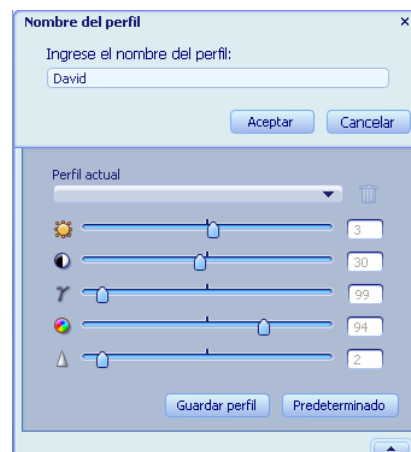 Nombre del perfil
Ingrese el nombre del perfil:
David
Aceptar
Cancelar
Perfil actual
3
30
99
94
2
Guardar perfil
Predeterminado